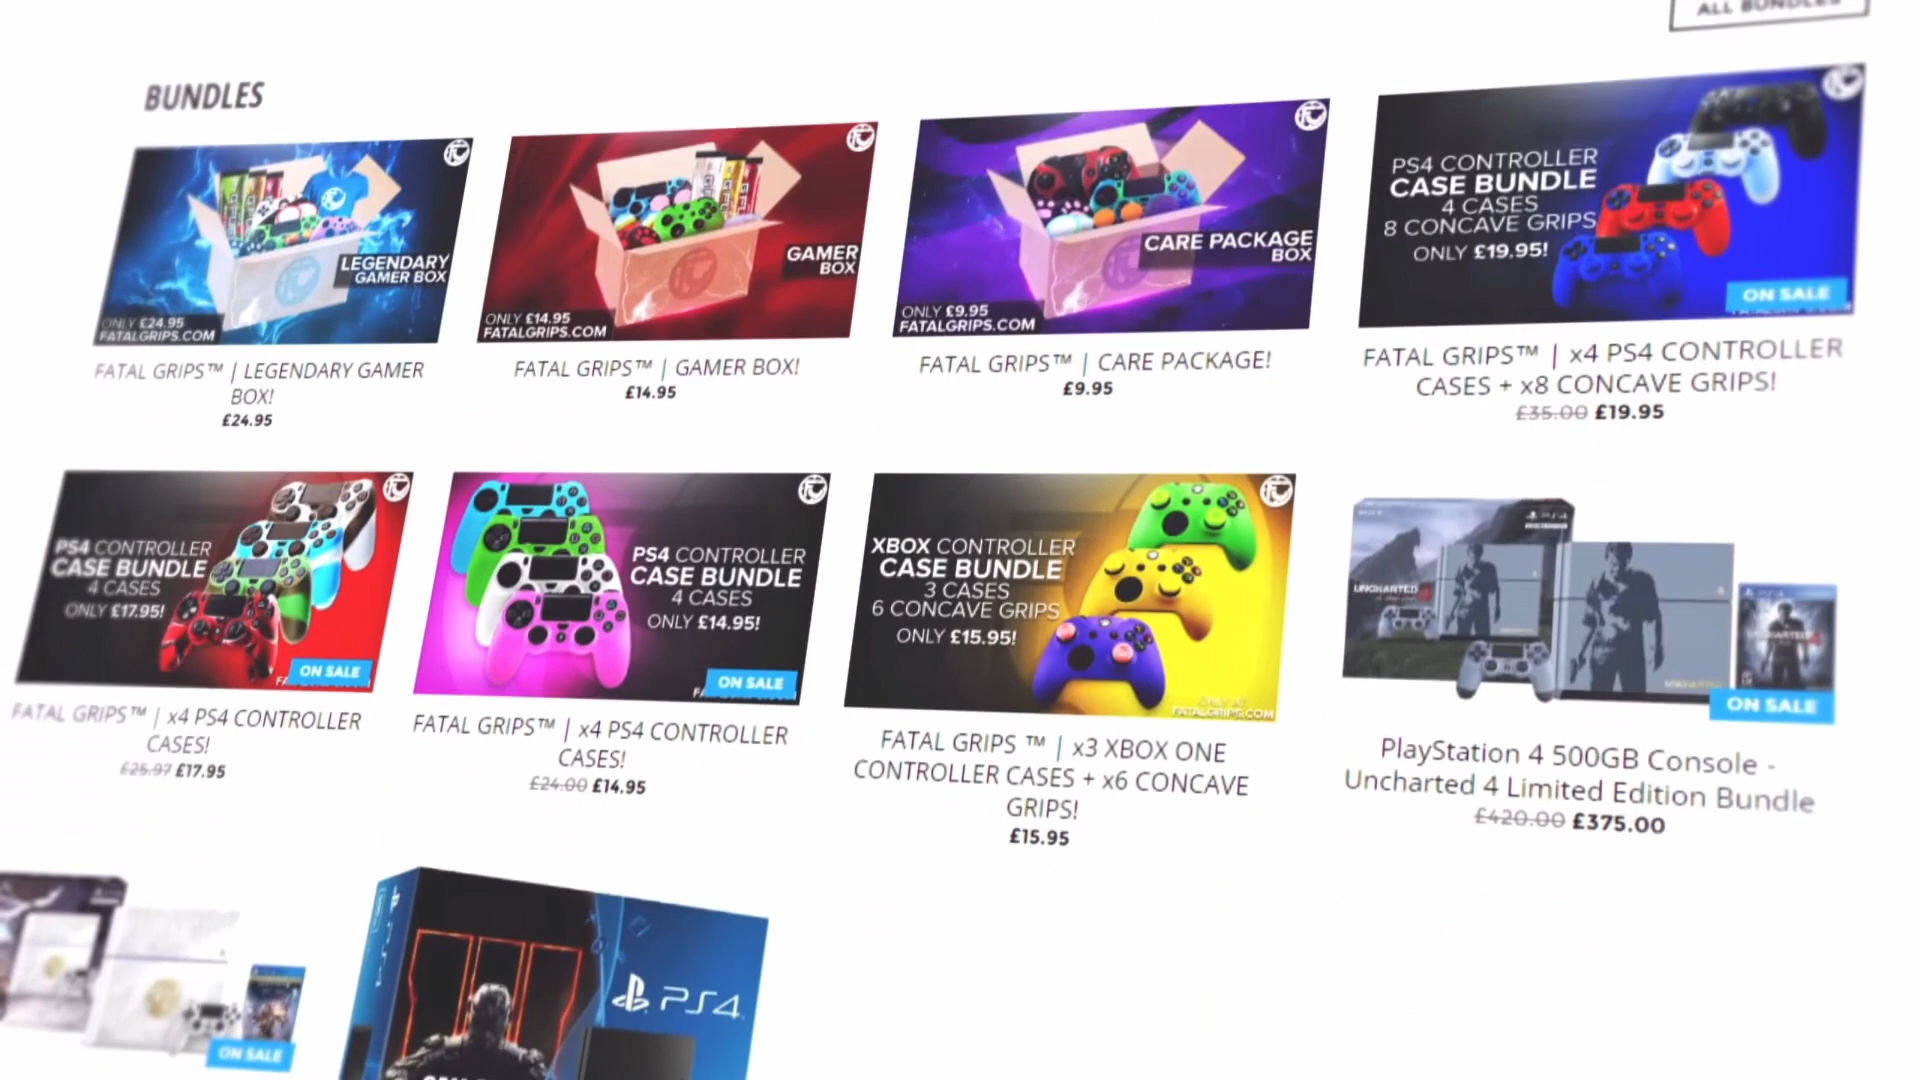 ALL BUNDLES
BUNDLES
LEGENDARY
GAMER BOX
ONLY £24.95
FATALGRIPS.COM
FATAL GRIPS™ | LEGENDARY GAMER
BOX!
£24.95
GAMER
BOX
ONLY £14.95
FATALGRIPS.COM
FATAL GRIPS™ | GAMER BOX!
£14.95
CARE PACKAGE
BOX
ONLY £9.95
FATALGRIPS.COM
FATAL GRIPS™ | CARE PACKAGE!
£9.95
PS4 CONTROLLER
CASE BUNDLE
4 CASES
8 CONCAVE GRIPS
ONLY £19.95!
ON SALE
FATAL GRIPS™ | x4 PS4 CONTROLLER
CASES + x8 CONCAVE GRIPS!
£35.00 £19.95
PS4 CONTROLLER
CASE BUNDLE
4 CASES
ONLY £17.95!
ON SALE
FATAL GRIPS™ | x4 PS4 CONTROLLER
CASES!
£25.97 £17.95
PS4 CONTROLLER
CASE BUNDLE
4 CASES
ONLY £14.95!
ON SALE
FATAL GRIPS™ | x4 PS4 CONTROLLER
CASES!
£24.00 £14.95
XBOX CONTROLLER
CASE BUNDLE
3 CASES
6 CONCAVE GRIPS
ONLY £15.95!
ONLY AT
FATALGRIPS.COM
FATAL GRIPS ™ | x3 XBOX ONE
CONTROLLER CASES + x6 CONCAVE
GRIPS!
£15.95
UNCHARTED
ON SALE
PlayStation 4 500GB Console -
Uncharted 4 Limited Edition Bundle
£420.00 £375.00
ON SALE
PS4
PS4